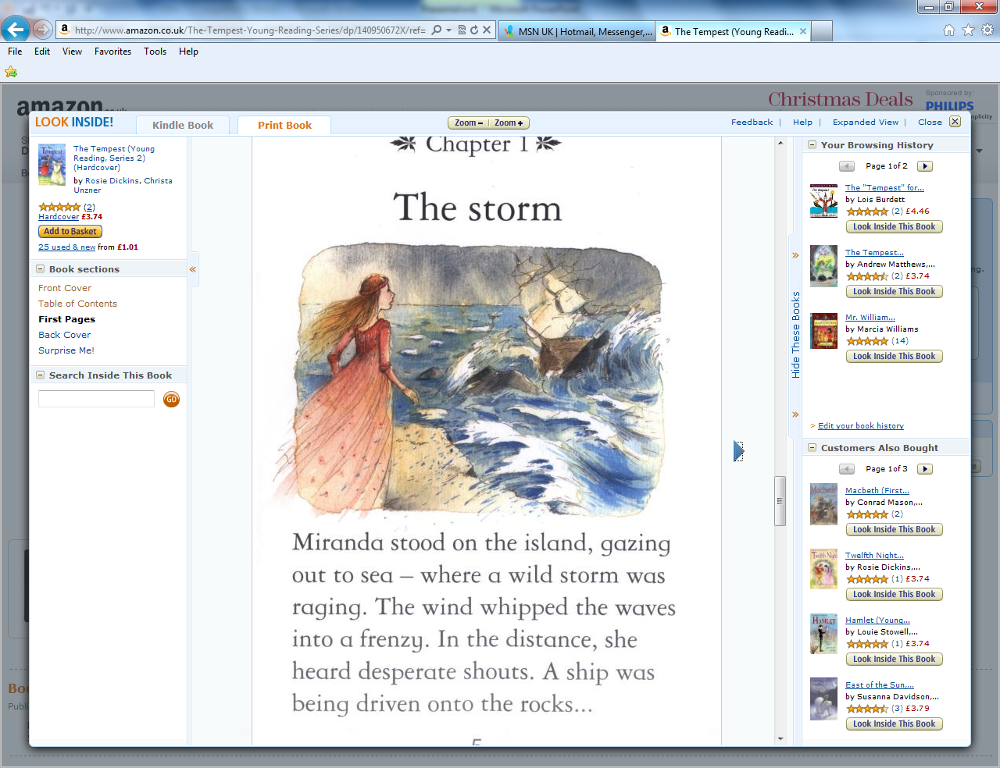 http://www.amazon.co.uk/The-Tempest-Young-Reading-Series/dp/140950672X/ref=
MSN UK | Hotmail, Messenger,...
The Tempest (Young Readi...
File Edit View Favorites Tools Help
amazon
Christmas Deals
Sponsored by:
PHILIPS
LOOK INSIDE!
Kindle Book
Print Book
Zoom - Zoom +
Feedback | Help | Expanded View | Close
The Tempest (Young
Reading, Series 2)
(Hardcover)
by Rosie Dickins, Christa
Unzner
(2)
Hardcover £3.74
Add to Basket
25 used & new from £1.01
Book sections
Front Cover
Table of Contents
First Pages
Back Cover
Surprise Me!
Search Inside This Book
GO
Chapter 1
The storm
Miranda stood on the island, gazing
out to sea – where a wild storm was
raging. The wind whipped the waves
into a frenzy. In the distance, she
heard desperate shouts. A ship was
being driven onto the rocks...
Hide These Books
Your Browsing History
Page 1 of 2
The "Tempest" for...
by Lois Burdett
(2) £4.46
Look Inside This Book
The Tempest...
by Andrew Matthews,...
(2) £3.74
Look Inside This Book
Mr. William...
by Marcia Williams
(14)
Look Inside This Book
> Edit your book history
Customers Also Bought
Page 1 of 3
Macbeth (First...
by Conrad Mason,...
(2)
Look Inside This Book
Twelfth Night...
by Rosie Dickins,...
(1) £3.74
Look Inside This Book
Hamlet (Young...
by Louie Stowell,...
(1) £3.74
Look Inside This Book
East of the Sun,...
by Susanna Davidson,...
(3) £3.79
Look Inside This Book